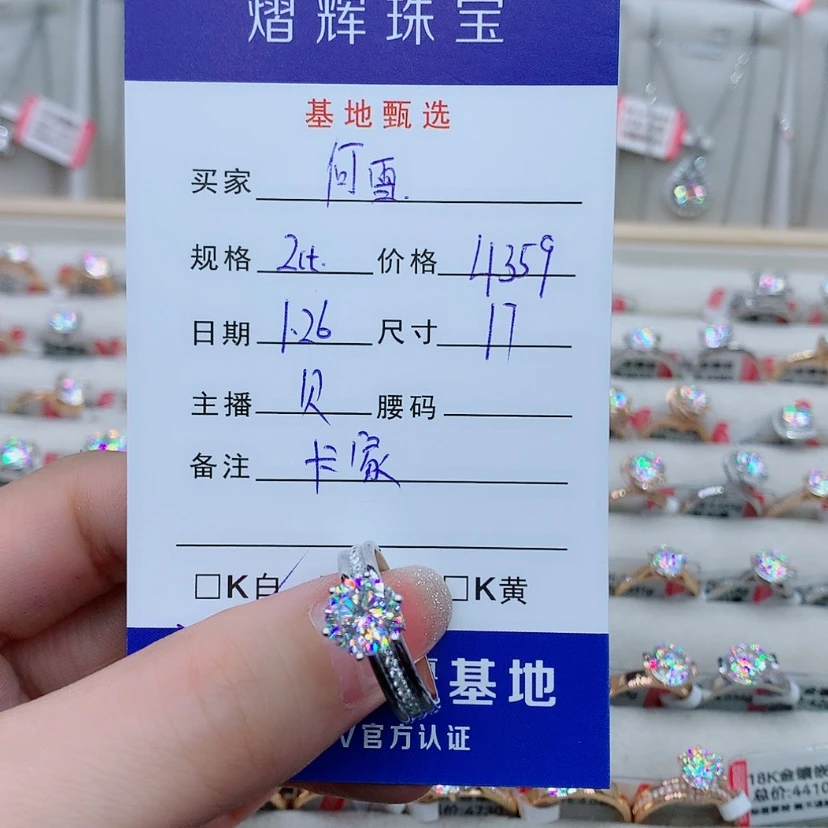 熠辉珠宝
基地甄选
买家 何雪.
规格 2ct. 价格 4359
日期 1.26 尺寸 17
主播 贝 腰码
备注 卡家
□K白 □K黄
基地
V官方认证
18K金镶嵌
总价:4410